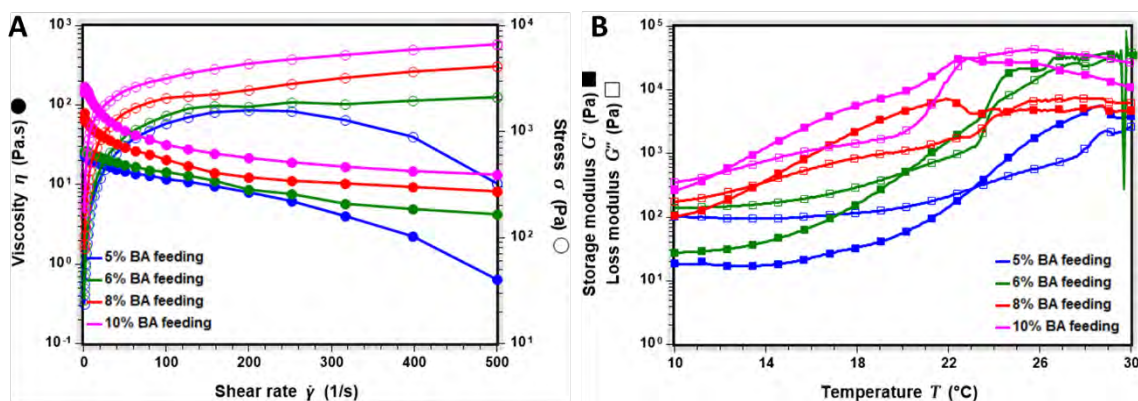 A
Viscosity η (Pa.s)
10³
10²
10¹
10⁰
10⁻¹
5% BA feeding
6% BA feeding
8% BA feeding
10% BA feeding
0
100
200
300
400
500
Shear rate γ̇ (1/s)
10⁴
10³
10²
10¹
Stress σ
(Pa)
B
Storage modulus G' (Pa)
Loss modulus G'' (Pa)
10⁵
10⁴
10³
10²
10¹
10⁰
5% BA feeding
6% BA feeding
8% BA feeding
10% BA feeding
10
14
18
22
26
30
Temperature T (°C)